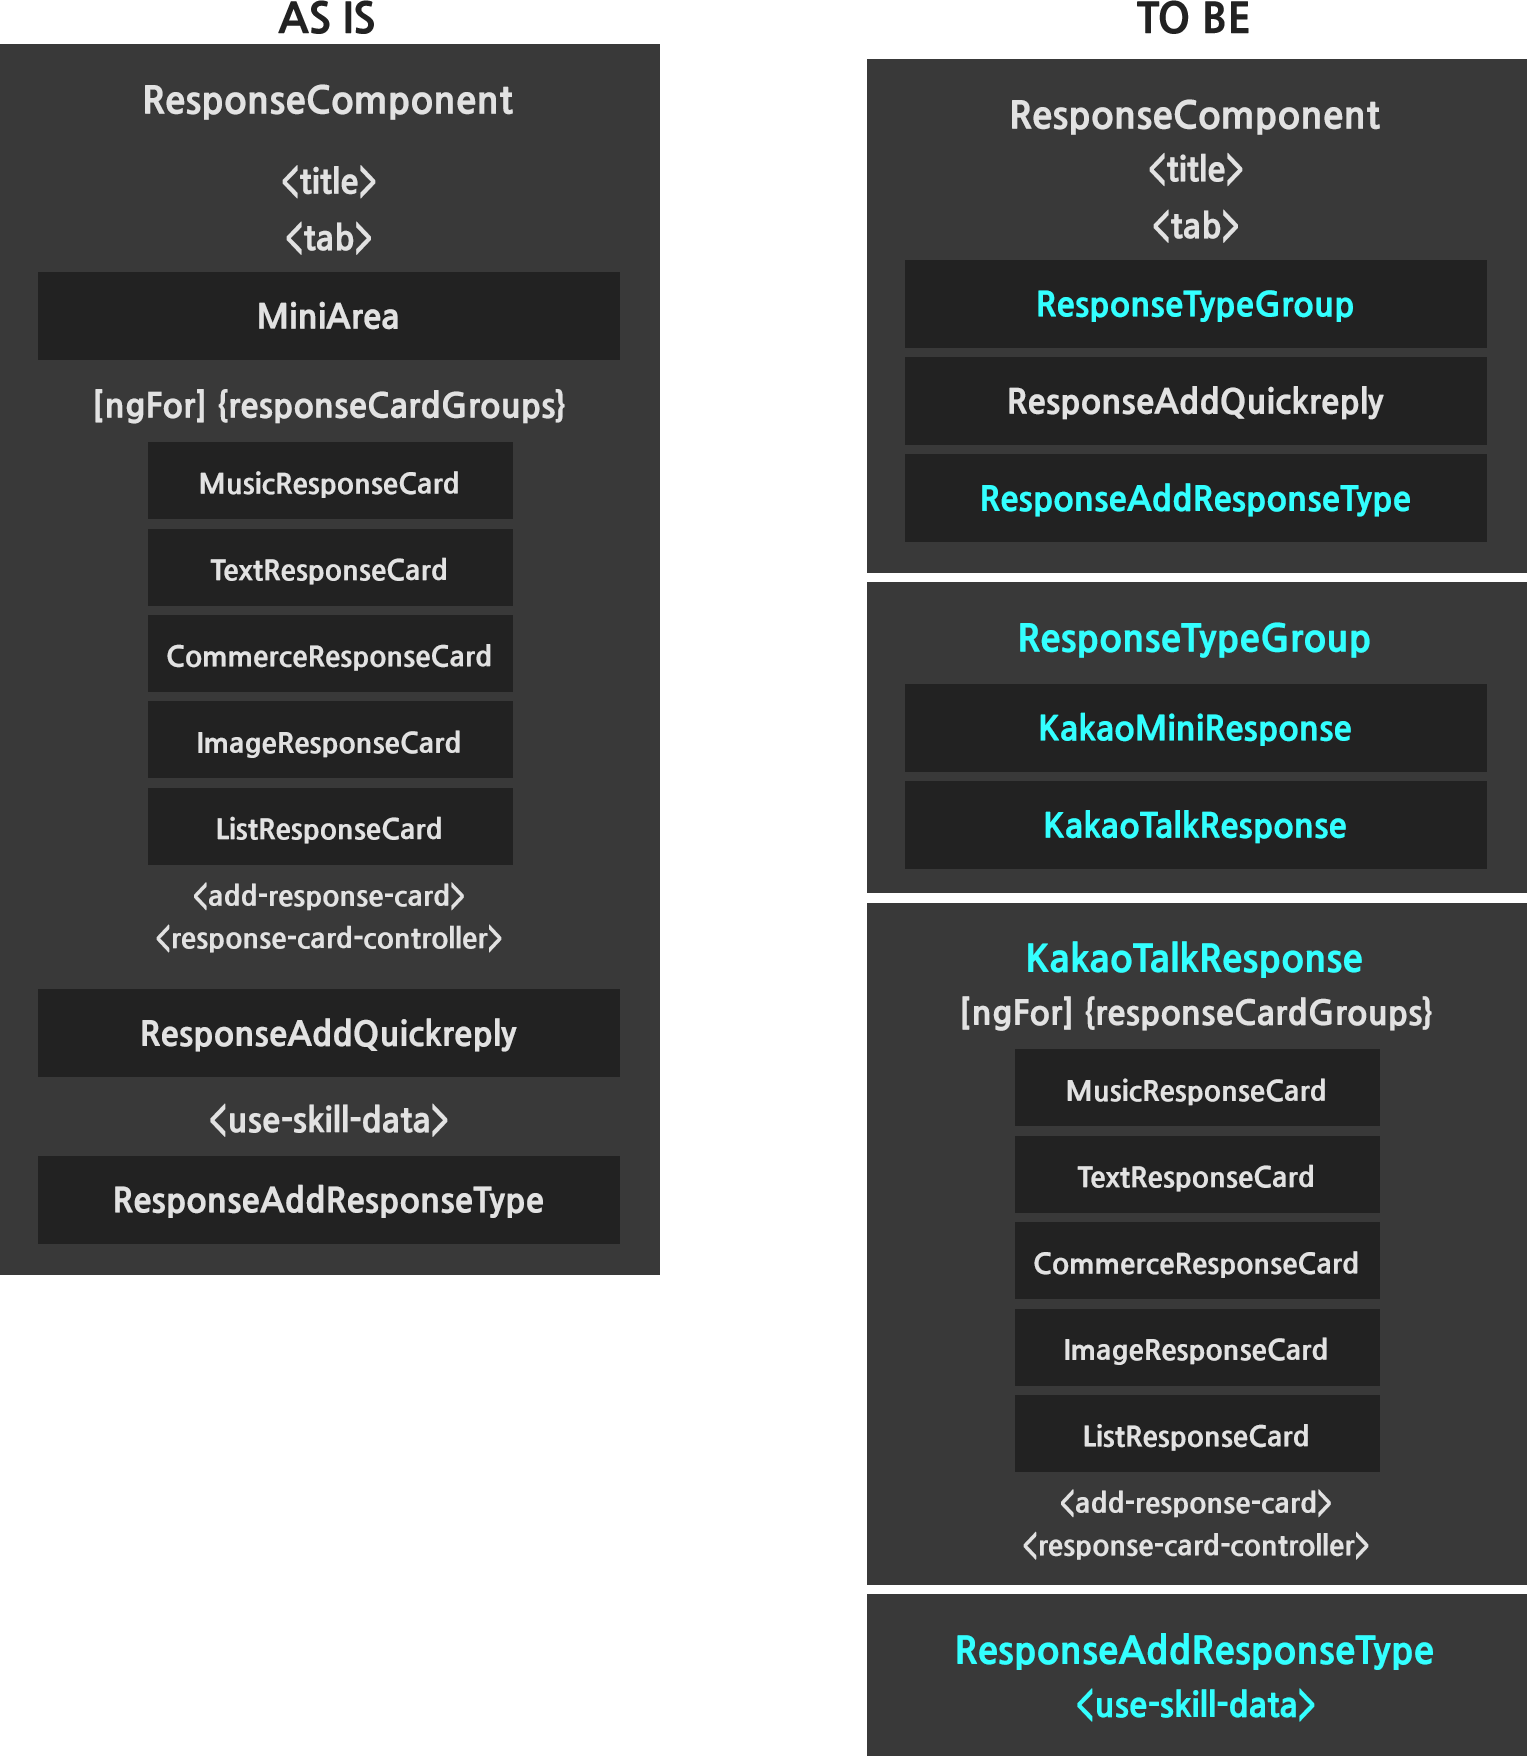 AS IS
ResponseComponent
<title>
<tab>
MiniArea
[ngFor] {responseCardGroups}
MusicResponseCard
TextResponseCard
CommerceResponseCard
ImageResponseCard
ListResponseCard
<add-response-card>
<response-card-controller>
ResponseAddQuickreply
<use-skill-data>
ResponseAddResponseType
TO BE
ResponseComponent
<title>
<tab>
ResponseTypeGroup
ResponseAddQuickreply
ResponseAddResponseType
ResponseTypeGroup
KakaoMiniResponse
KakaoTalkResponse
KakaoTalkResponse
[ngFor] {responseCardGroups}
MusicResponseCard
TextResponseCard
CommerceResponseCard
ImageResponseCard
ListResponseCard
<add-response-card>
<response-card-controller>
ResponseAddResponseType
<use-skill-data>